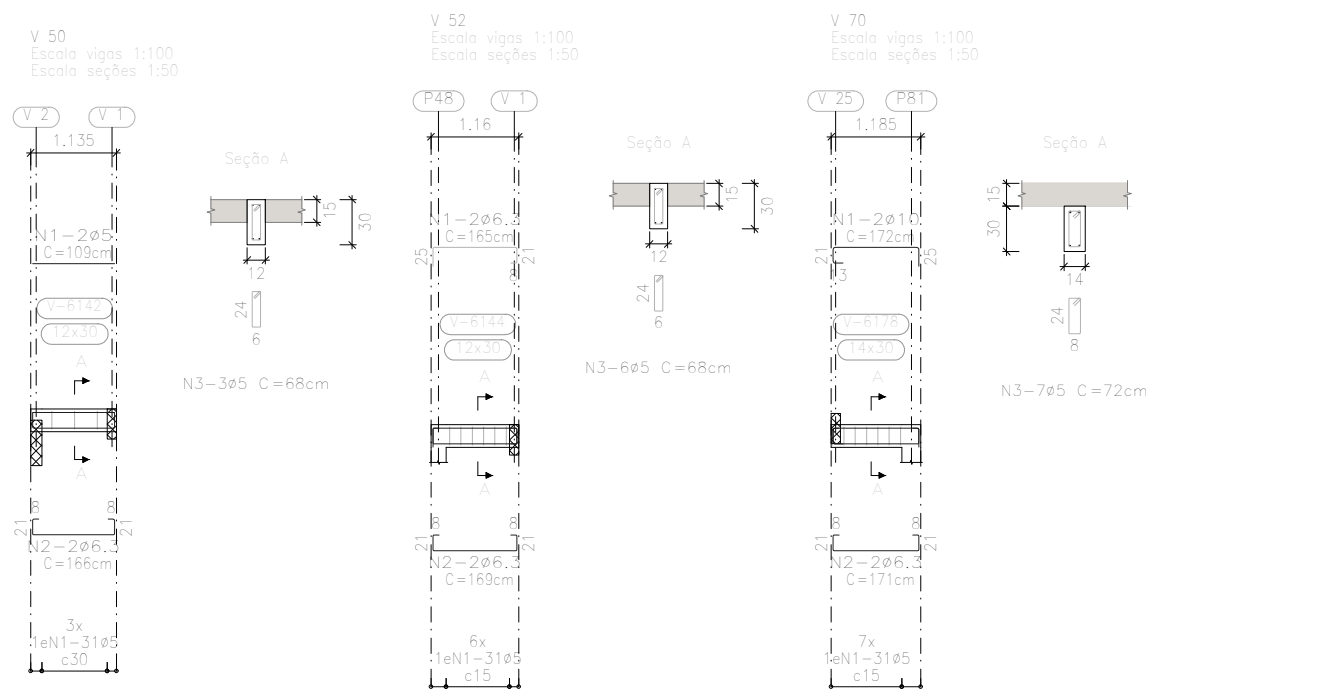 V 50
Escala vigas 1:100
Escala seções 1:50
V 2
V 1
1.135
Seção A
15
30
12
N1-2ø5
C=109cm
24
6
V-6142
12x30
A
N3-3ø5 C=68cm
A
8
8
21
21
N2-2ø6.3
C=166cm
3x
1eN1-31ø5
c30
V 52
Escala vigas 1:100
Escala seções 1:50
P48
V 1
1.16
Seção A
15
30
12
N1-2ø6.3
C=165cm
25
21
8
24
6
V-6144
12x30
A
N3-6ø5 C=68cm
A
8
8
21
21
N2-2ø6.3
C=169cm
6x
1eN1-31ø5
c15
V 70
Escala vigas 1:100
Escala seções 1:50
V 25
P81
1.185
Seção A
15
30
14
N1-2ø10
C=172cm
21
25
3
24
8
V-6178
14x30
A
N3-7ø5 C=72cm
A
8
8
21
21
N2-2ø6.3
C=171cm
7x
1eN1-31ø5
c15